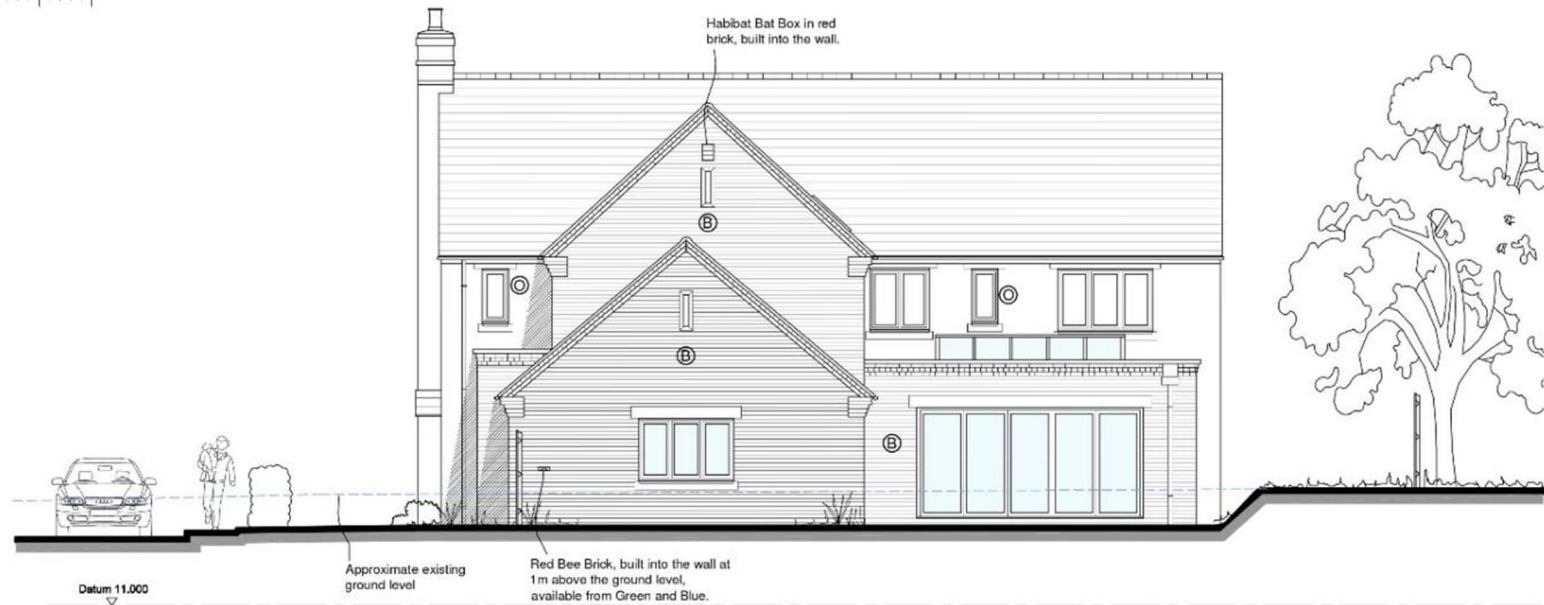 Habibat Bat Box in red
brick, built into the wall.
B
O
O
B
B
Approximate existing
ground level
Red Bee Brick, built into the wall at
1m above the ground level,
available from Green and Blue.
Datum 11.000